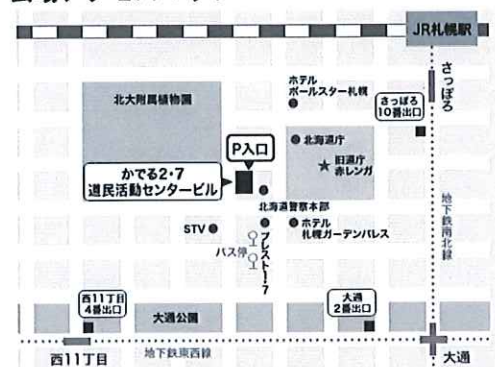 JR札幌駅
さっぽろ
ホテル
ポールスター札幌
さっぽろ
10番出口
北大附属植物園
P入口
北海道庁
旧道庁
赤レンガ
かでる2・7
道民活動センタービル
北海道警察本部
地下鉄南北線
STV
ホテル
札幌ガーデンパレス
プレスト1・7
バス停
西11丁目
4番出口
大通公園
大通
2番出口
地下鉄東西線
西11丁目
大通